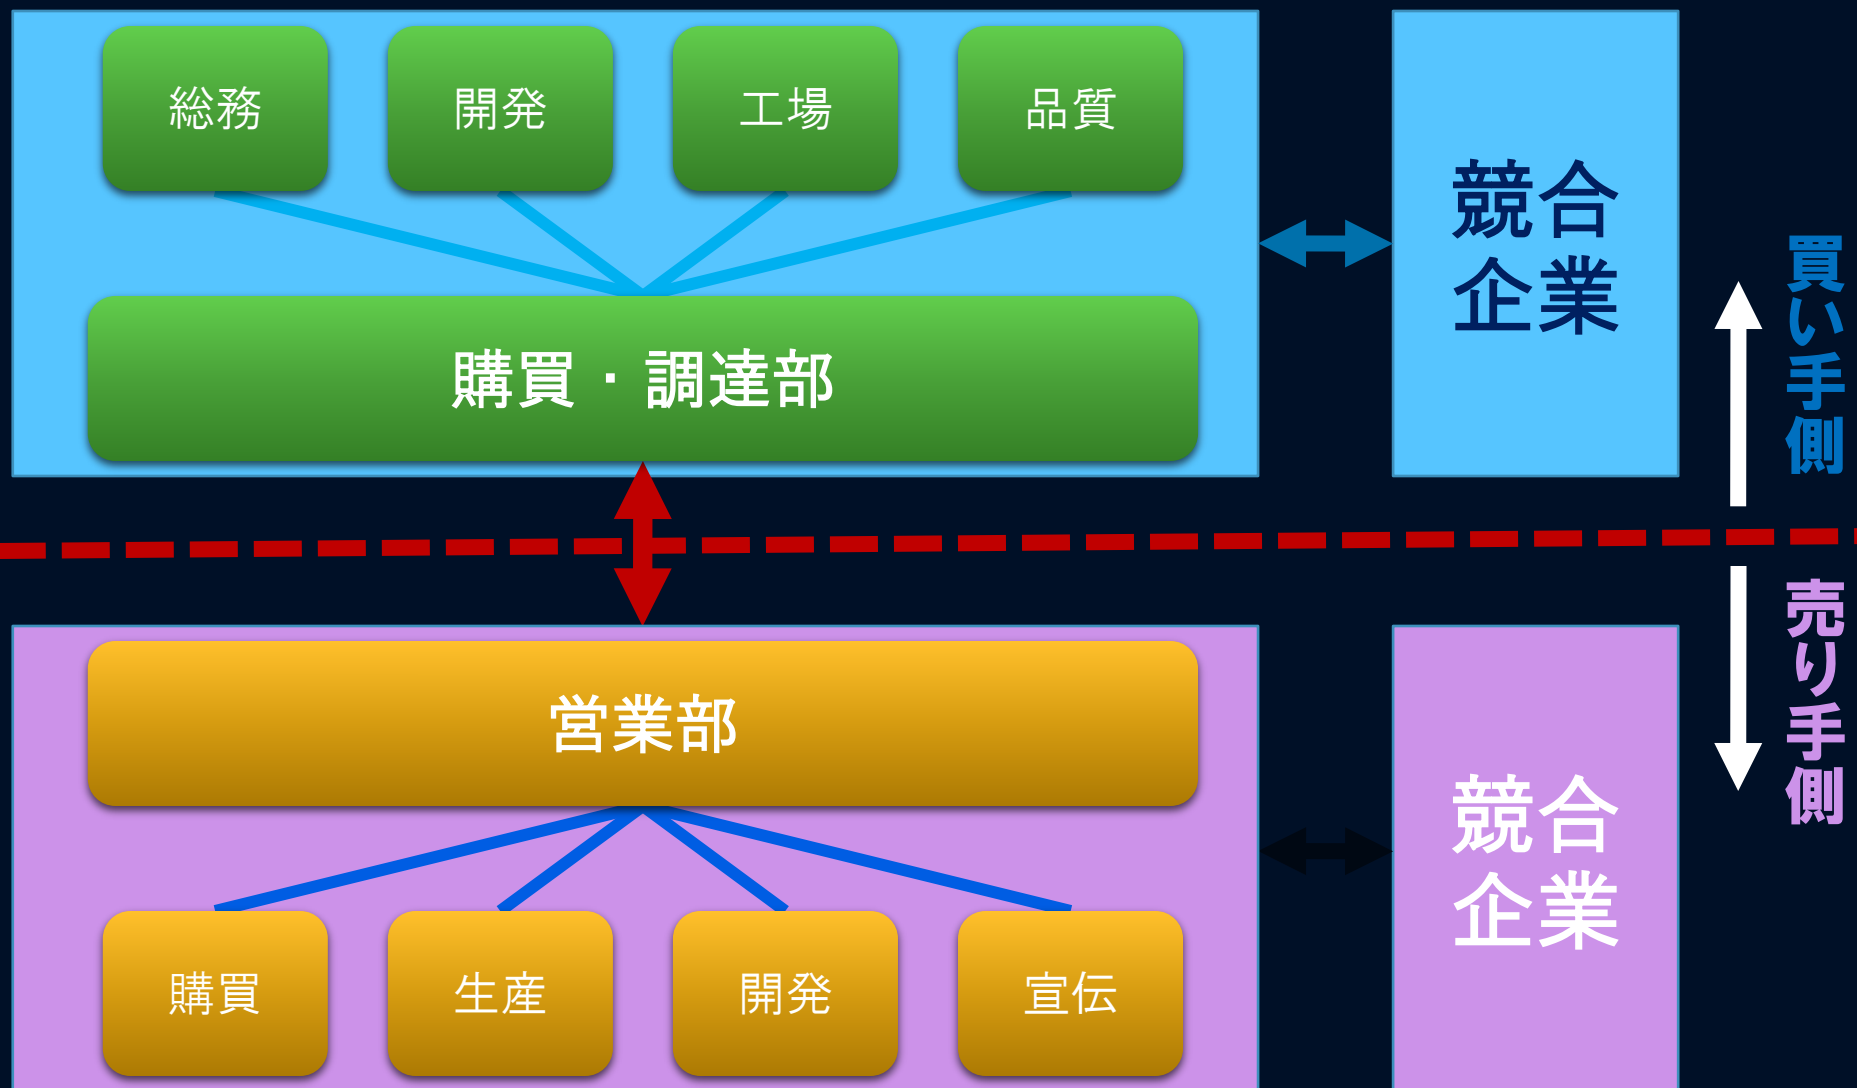 総務
開発
工場
品質
購買・調達部
競合
企業
買い手側
営業部
購買
生産
開発
宣伝
競合
企業
売り手側